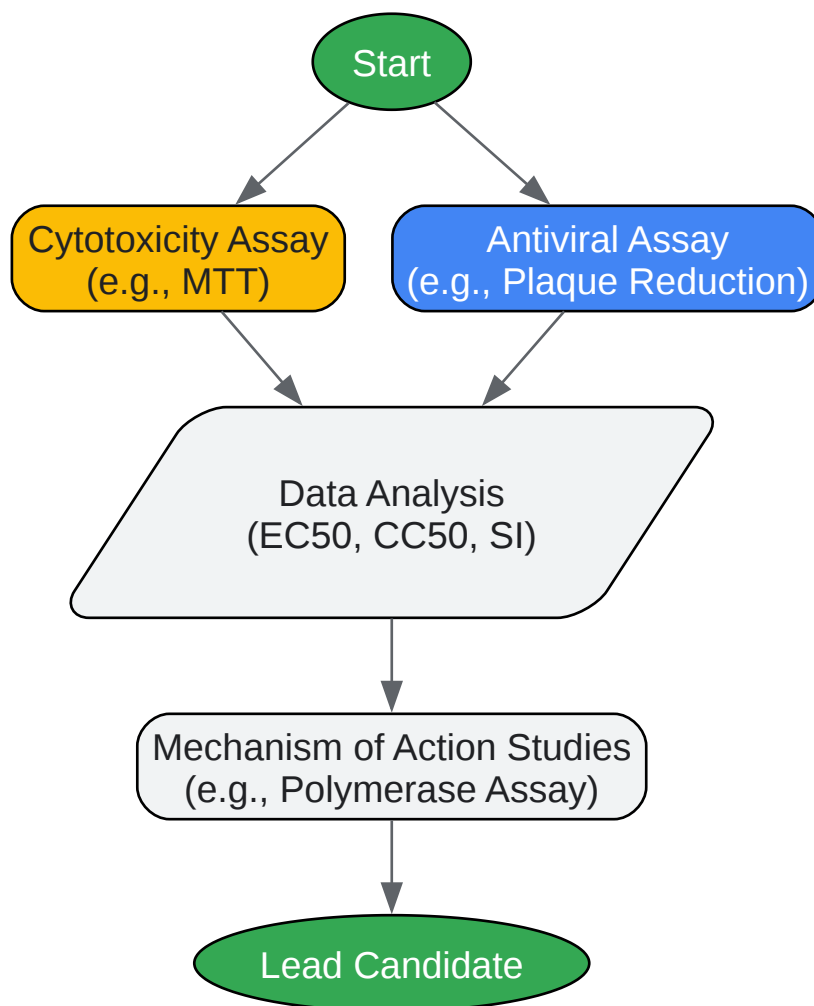 Start
Cytotoxicity Assay
(e.g., MTT)
Antiviral Assay
(e.g., Plaque Reduction)
Data Analysis
(EC50, CC50, SI)
Mechanism of Action Studies
(e.g., Polymerase Assay)
Lead Candidate